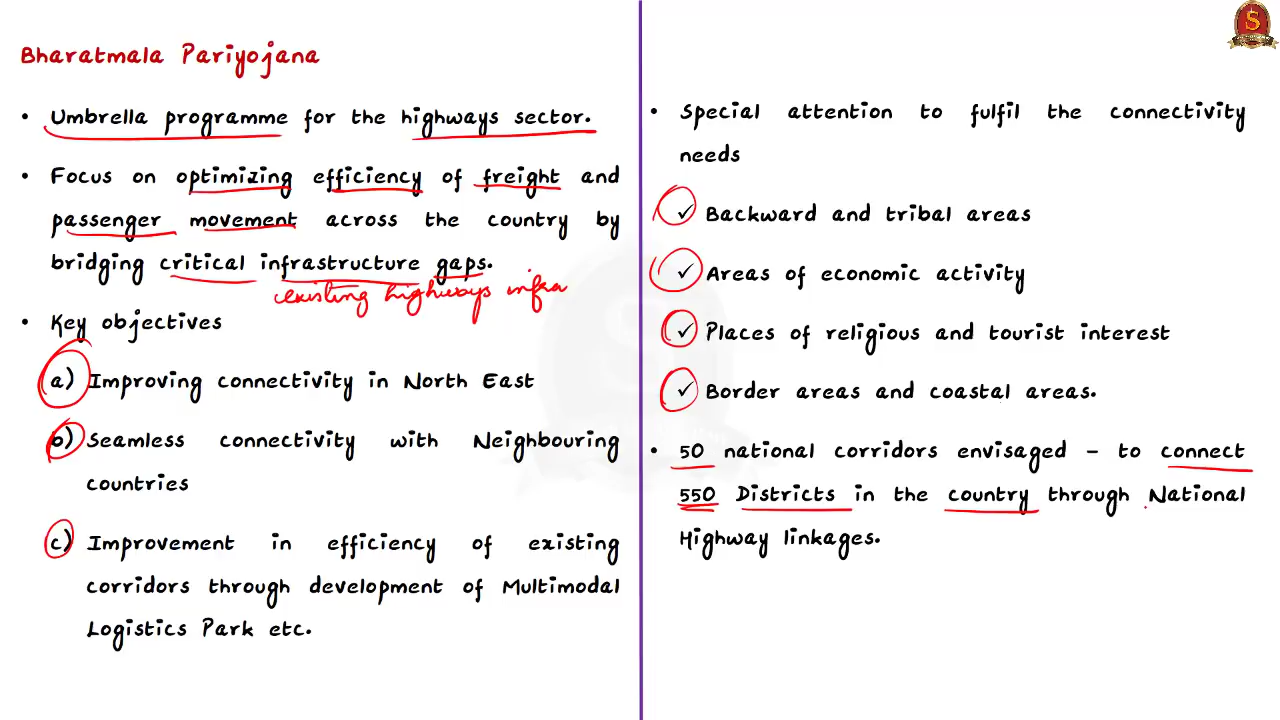 Bharatmala Pariyojana
• Umbrella programme for the highways sector.
• Focus on optimizing efficiency of freight and
passenger movement across the country by
bridging critical infrastructure gaps.
existing highways infra
• Key objectives
a) Improving connectivity in North East
b) Seamless connectivity with Neighbouring
countries
c) Improvement in efficiency of existing
corridors through development of Multimodal
Logistics Park etc.
• Special attention to fulfil the connectivity
needs
✓ Backward and tribal areas
✓ Areas of economic activity
✓ Places of religious and tourist interest
✓ Border areas and coastal areas.
• 50 national corridors envisaged - to connect
550 Districts in the country through National
Highway linkages.
S